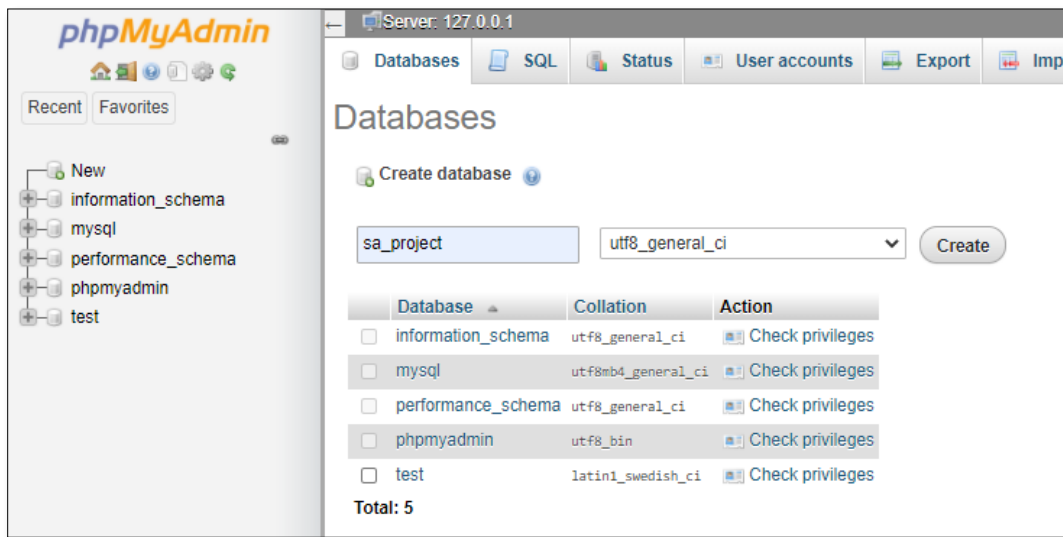 phpMyAdmin
Recent Favorites
New
information_schema
mysql
performance_schema
phpmyadmin
test
Server: 127.0.0.1
Databases SQL Status User accounts Export Imp
Databases
Create database
sa_project utf8_general_ci Create
Database Collation Action
information_schema utf8_general_ci Check privileges
mysql utf8mb4_general_ci Check privileges
performance_schema utf8_general_ci Check privileges
phpmyadmin utf8_bin Check privileges
test latin1_swedish_ci Check privileges
Total: 5